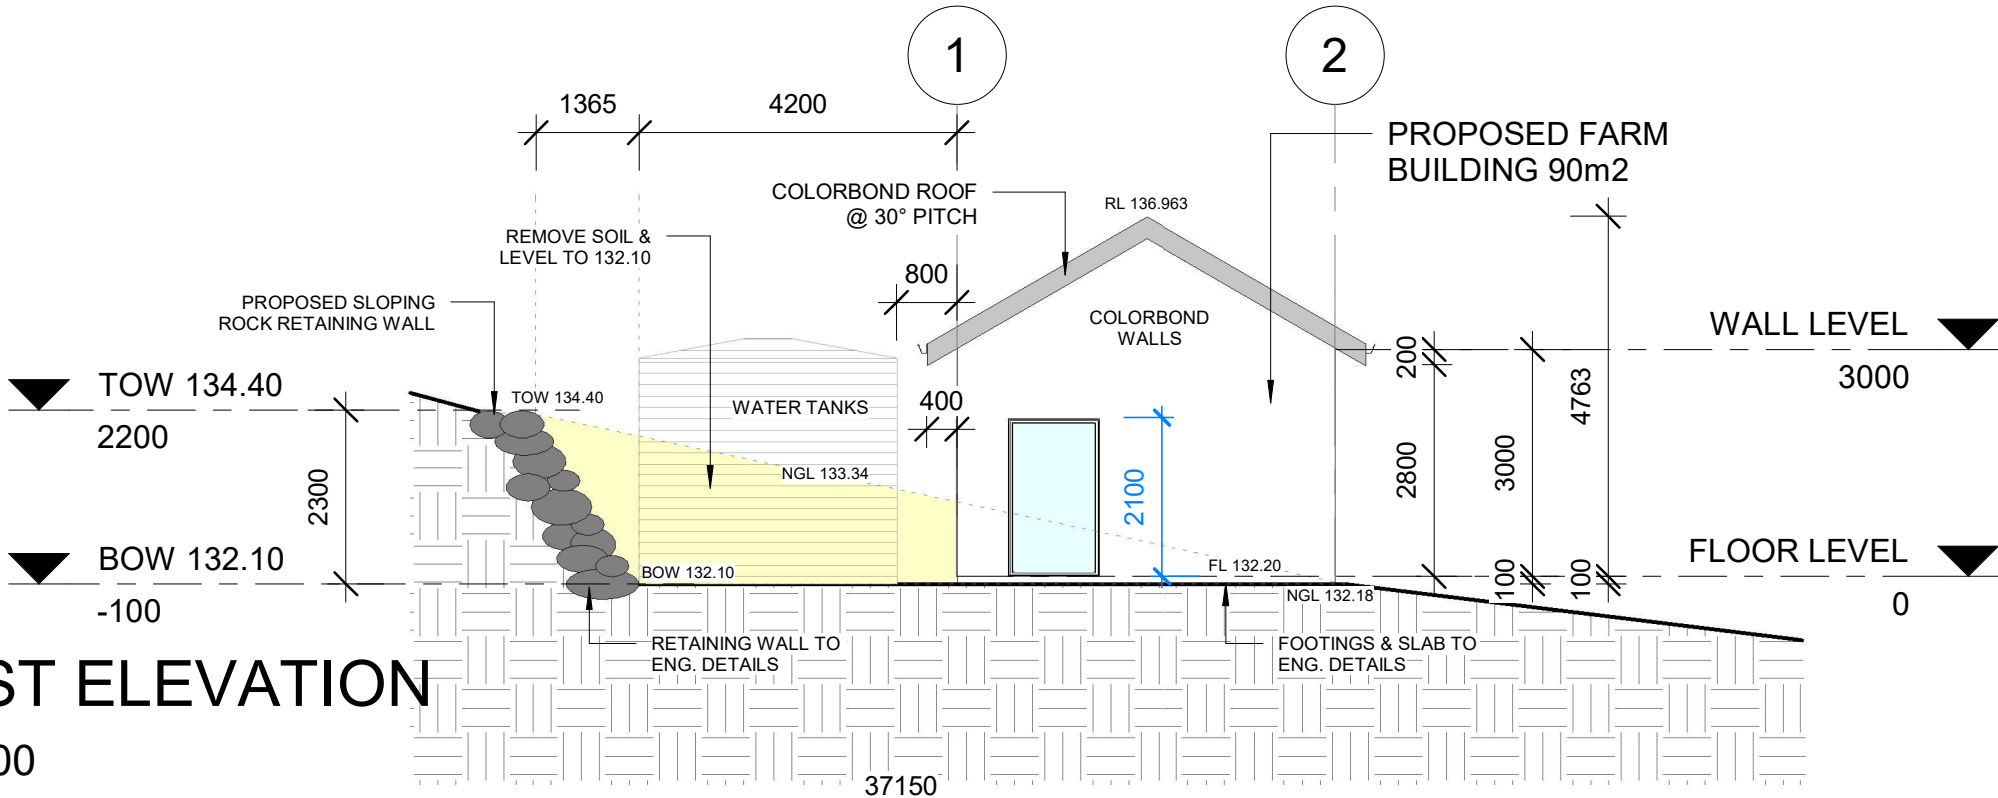 1
2
1365
4200
PROPOSED FARM
BUILDING 90m2
COLORBOND ROOF
@ 30° PITCH
RL 136.963
REMOVE SOIL &
LEVEL TO 132.10
800
PROPOSED SLOPING
ROCK RETAINING WALL
COLORBOND
WALLS
WALL LEVEL
3000
200
4763
TOW 134.40
2200
TOW 134.40
WATER TANKS
400
2300
NGL 133.34
2100
2800
3000
BOW 132.10
-100
BOW 132.10
FL 132.20
NGL 132.18
100
100
FLOOR LEVEL
0
RETAINING WALL TO
ENG. DETAILS
FOOTINGS & SLAB TO
ENG. DETAILS
ST ELEVATION
00
37150